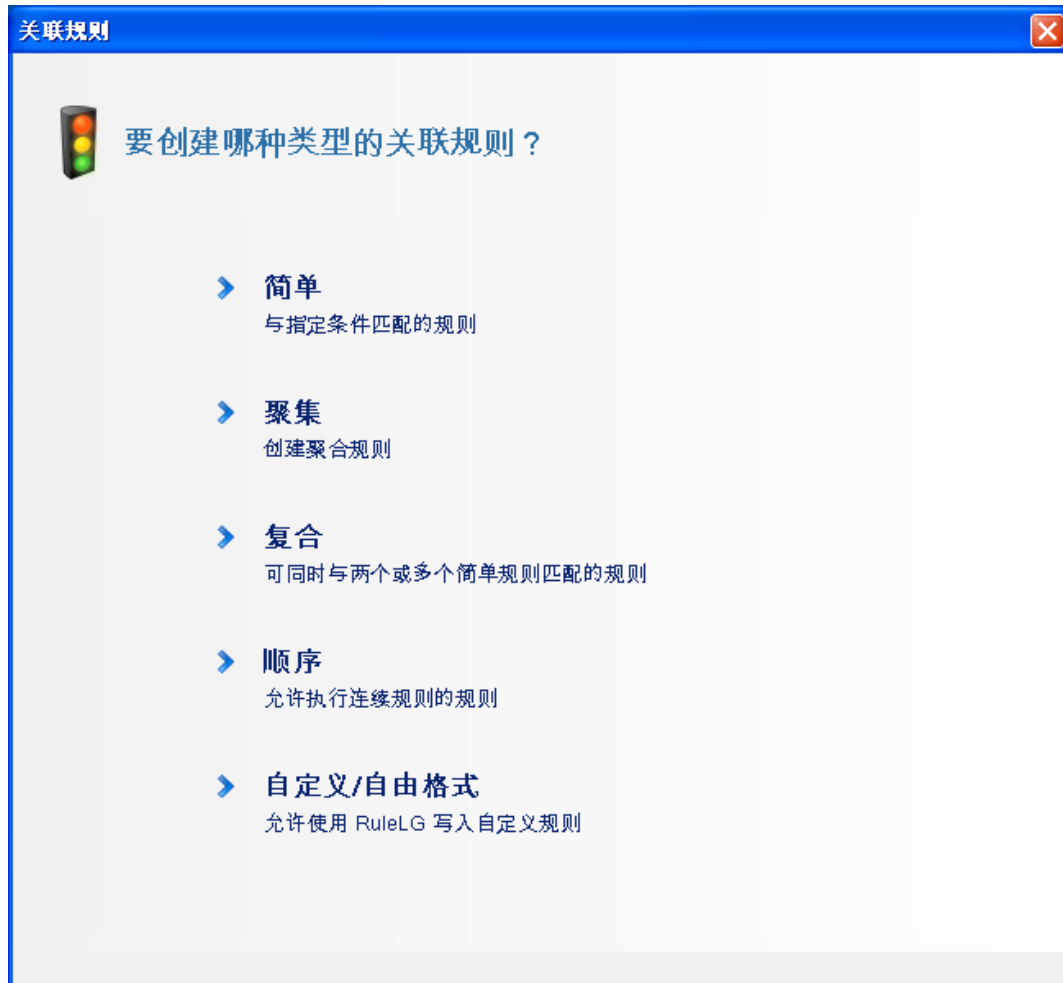 关联规则
要创建哪种类型的关联规则？
简单
与指定条件匹配的规则
聚集
创建聚合规则
复合
可同时与两个或多个简单规则匹配的规则
顺序
允许执行连续规则的规则
自定义/自由格式
允许使用 RuleLG 写入自定义规则